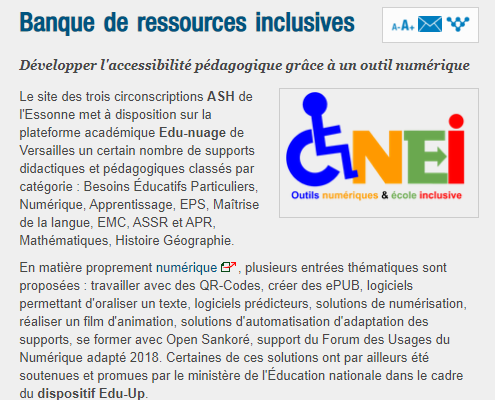 Banque de ressources inclusives
A-A+
Développer l'accessibilité pédagogique grâce à un outil numérique
Le site des trois circonscriptions ASH de
l'Essonne met à disposition sur la
plateforme académique Edu-nuage de
Versailles un certain nombre de supports
didactiques et pédagogiques classés par
catégorie : Besoins Éducatifs Particuliers,
Numérique, Apprentissage, EPS, Maîtrise
de la langue, EMC, ASSR et APR,
Mathématiques, Histoire Géographie.
CNEi
Outils numériques & école inclusive
En matière proprement numérique , plusieurs entrées thématiques sont
proposées : travailler avec des QR-Codes, créer des ePUB, logiciels
permettant d'oraliser un texte, logiciels prédicteurs, solutions de numérisation,
réaliser un film d'animation, solutions d'automatisation d'adaptation des
supports, se former avec Open Sankoré, support du Forum des Usages du
Numérique adapté 2018. Certaines de ces solutions ont par ailleurs été
soutenues et promues par le ministère de l'Éducation nationale dans le cadre
du dispositif Edu-Up.